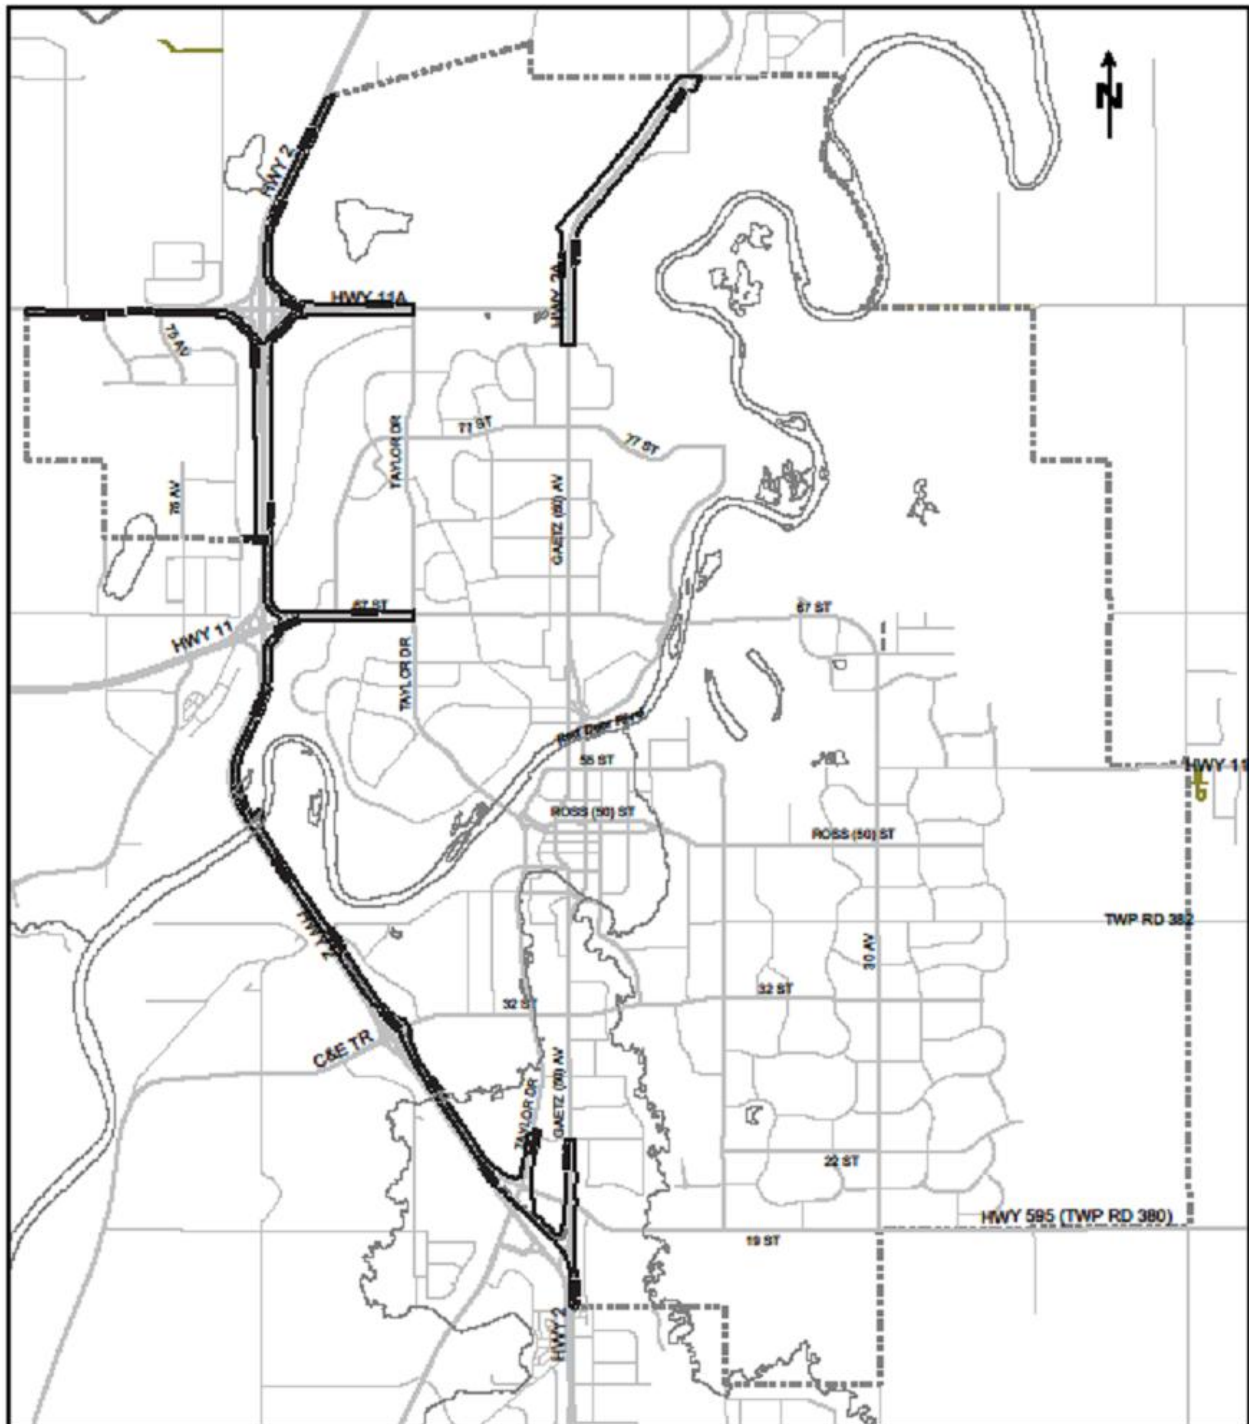 N
HWY 2
HWY 2A
HWY 11A
75 AV
TAYLOR DR
77 ST
77 ST
GAETZ (50) AV
75 AV
67 ST
67 ST
HWY 11
TAYLOR DR
Red Deer River
55 ST
HWY 11
ROSS (50) ST
ROSS (50) ST
TWP RD 382
HWY 2
30 AV
32 ST
32 ST
C&E TR
GAETZ (50) AV
TAYLOR DR
22 ST
HWY 595 (TWP RD 380)
19 ST
HWY 2